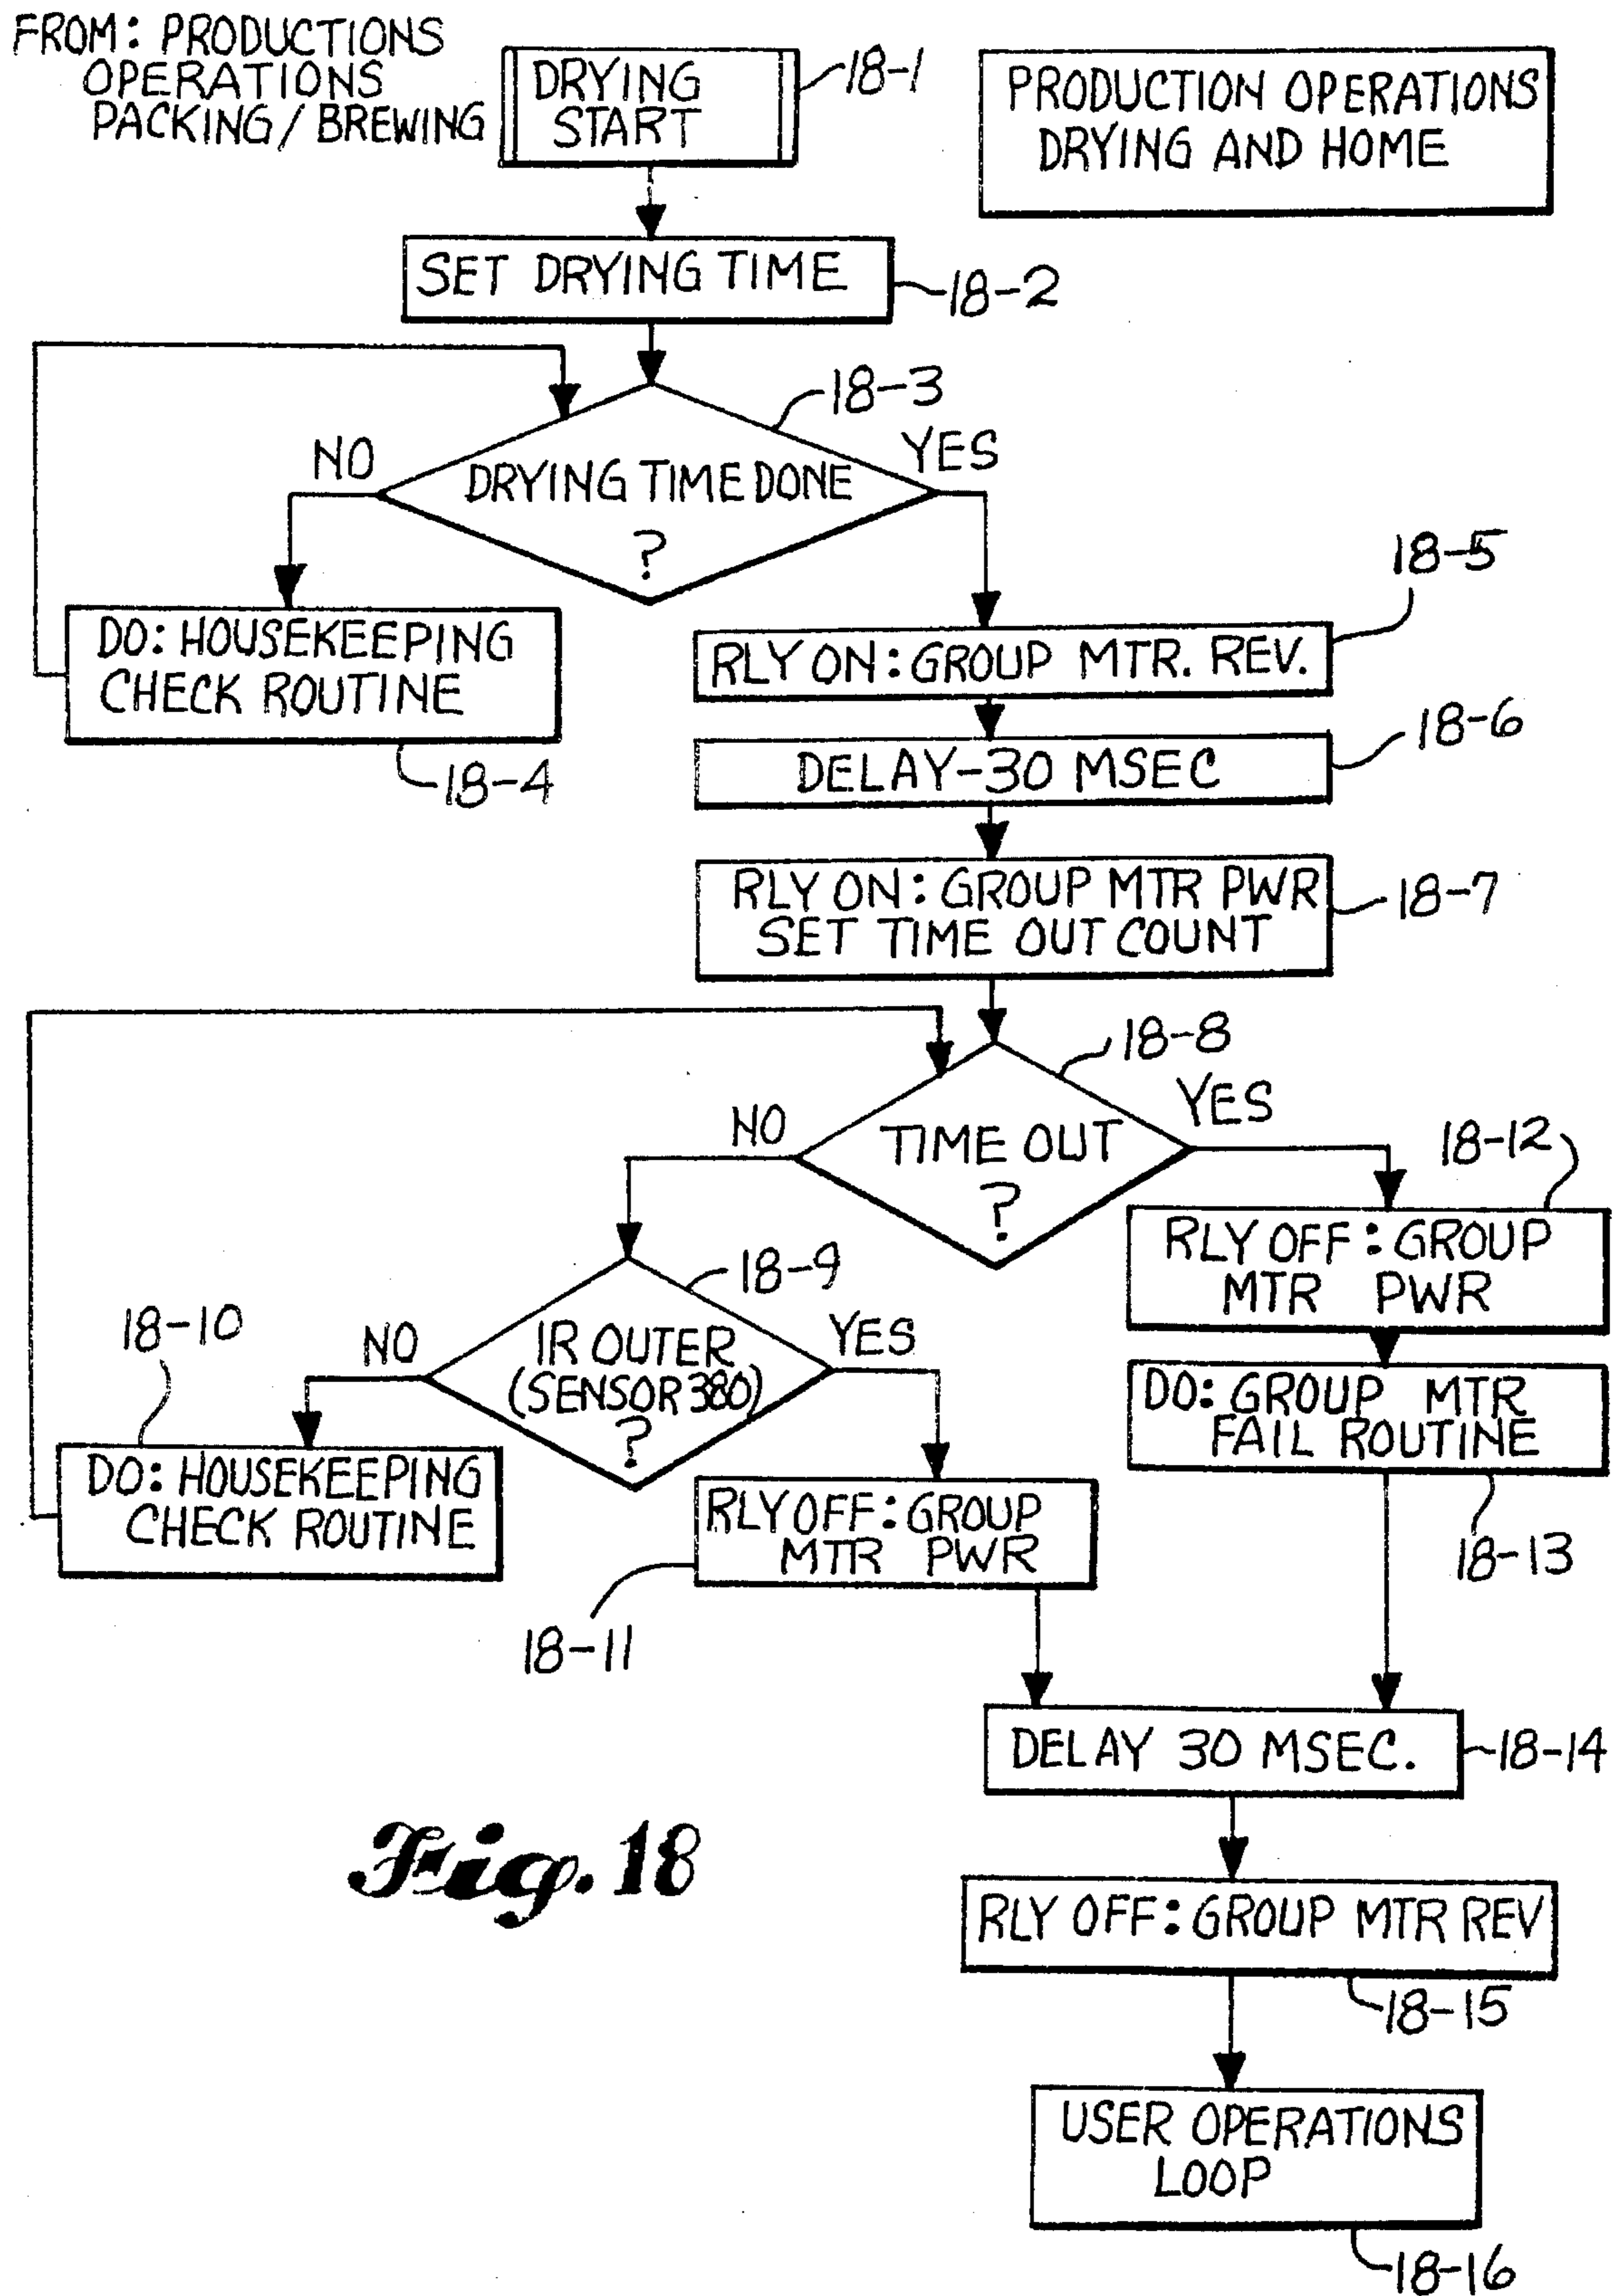 FROM: PRODUCTIONS
OPERATIONS
PACKING/BREWING
DRYING
START
18-1
PRODUCTION OPERATIONS
DRYING AND HOME
SET DRYING TIME
18-2
18-3
NO
YES
DRYING TIME DONE
?
18-5
DO: HOUSEKEEPING
CHECK ROUTINE
18-4
RLY ON: GROUP MTR. REV.
18-6
DELAY-30 MSEC
RLY ON: GROUP MTR PWR
SET TIME OUT COUNT
18-7
18-8
NO
YES
TIME OUT
?
18-12
RLY OFF: GROUP
MTR PWR
18-9
18-10
NO
YES
IR OUTER
(SENSOR 380)
?
DO: GROUP MTR
FAIL ROUTINE
18-13
DO: HOUSEKEEPING
CHECK ROUTINE
RLY OFF: GROUP
MTR PWR
18-11
DELAY 30 MSEC.
18-14
Fig. 18
RLY OFF: GROUP MTR REV
18-15
USER OPERATIONS
LOOP
18-16